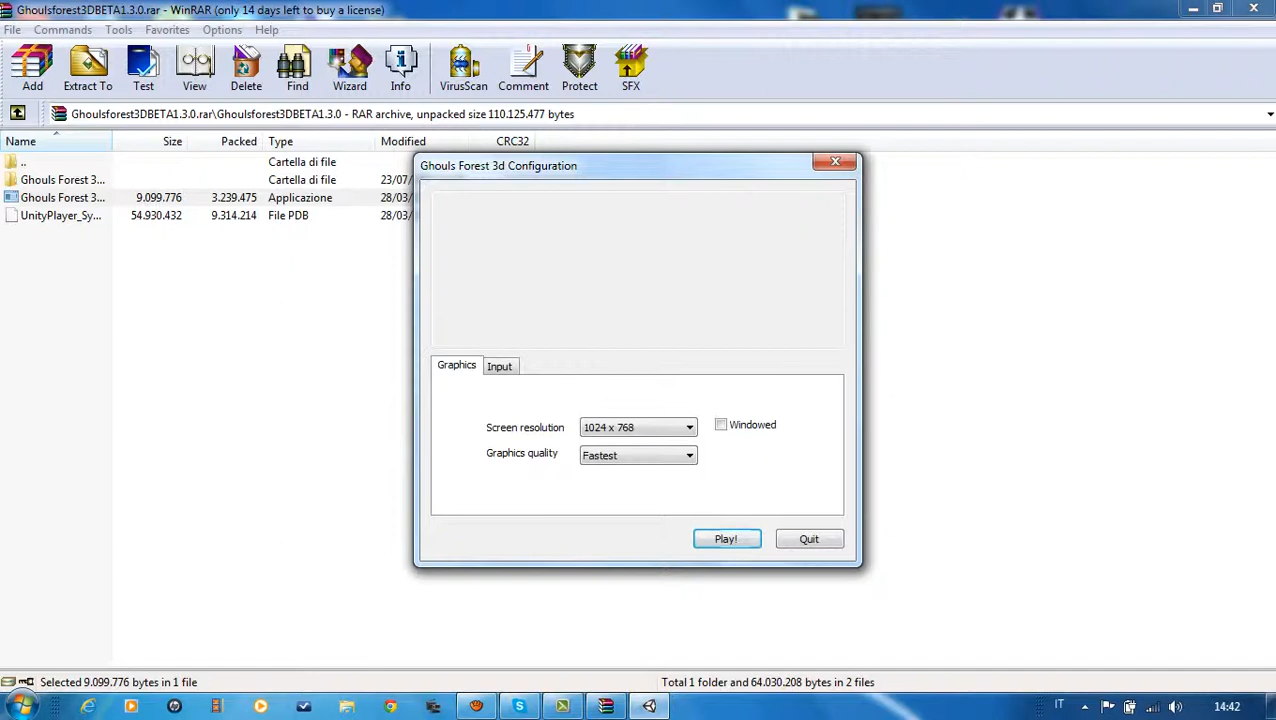 Ghoulsforest3DBETA1.3.0.rar - WinRAR (only 14 days left to buy a license)
File Commands Tools Favorites Options Help
Add Extract To Test View Delete Find Wizard Info VirusScan Comment Protect SFX
Ghoulsforest3DBETA1.3.0.rar\Ghoulsforest3DBETA1.3.0 - RAR archive, unpacked size 110.125.477 bytes
Name Size Packed Type Modified CRC32
.. Cartella di file
Ghouls Forest 3... Cartella di file 23/07/
Ghouls Forest 3... 9.099.776 3.239.475 Applicazione 28/03/
UnityPlayer_Sy... 54.930.432 9.314.214 File PDB 28/03/
Ghouls Forest 3d Configuration
Graphics Input
Screen resolution 1024 x 768 Windowed
Graphics quality Fastest
Play! Quit
Selected 9.099.776 bytes in 1 file Total 1 folder and 64.030.208 bytes in 2 files
IT 14:42